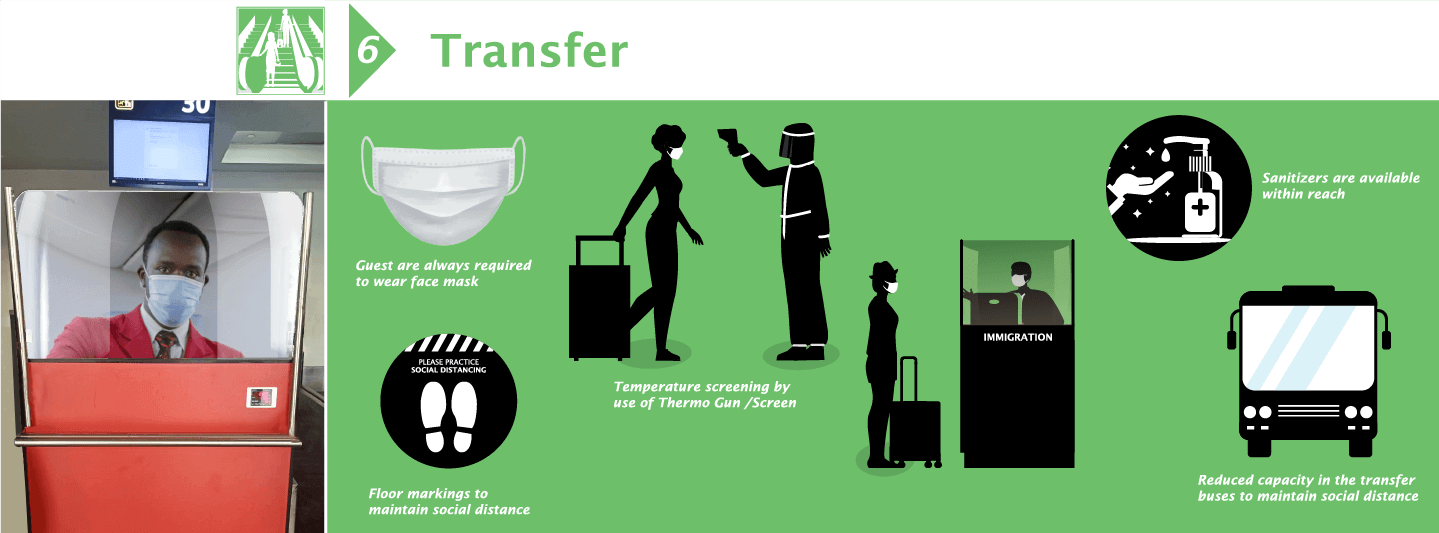 6
Transfer
30
Guest are always required
to wear face mask
PLEASE PRACTICE
SOCIAL DISTANCING
Floor markings to
maintain social distance
Temperature screening by
use of Thermo Gun /Screen
IMMIGRATION
Sanitizers are available
within reach
Reduced capacity in the transfer
buses to maintain social distance